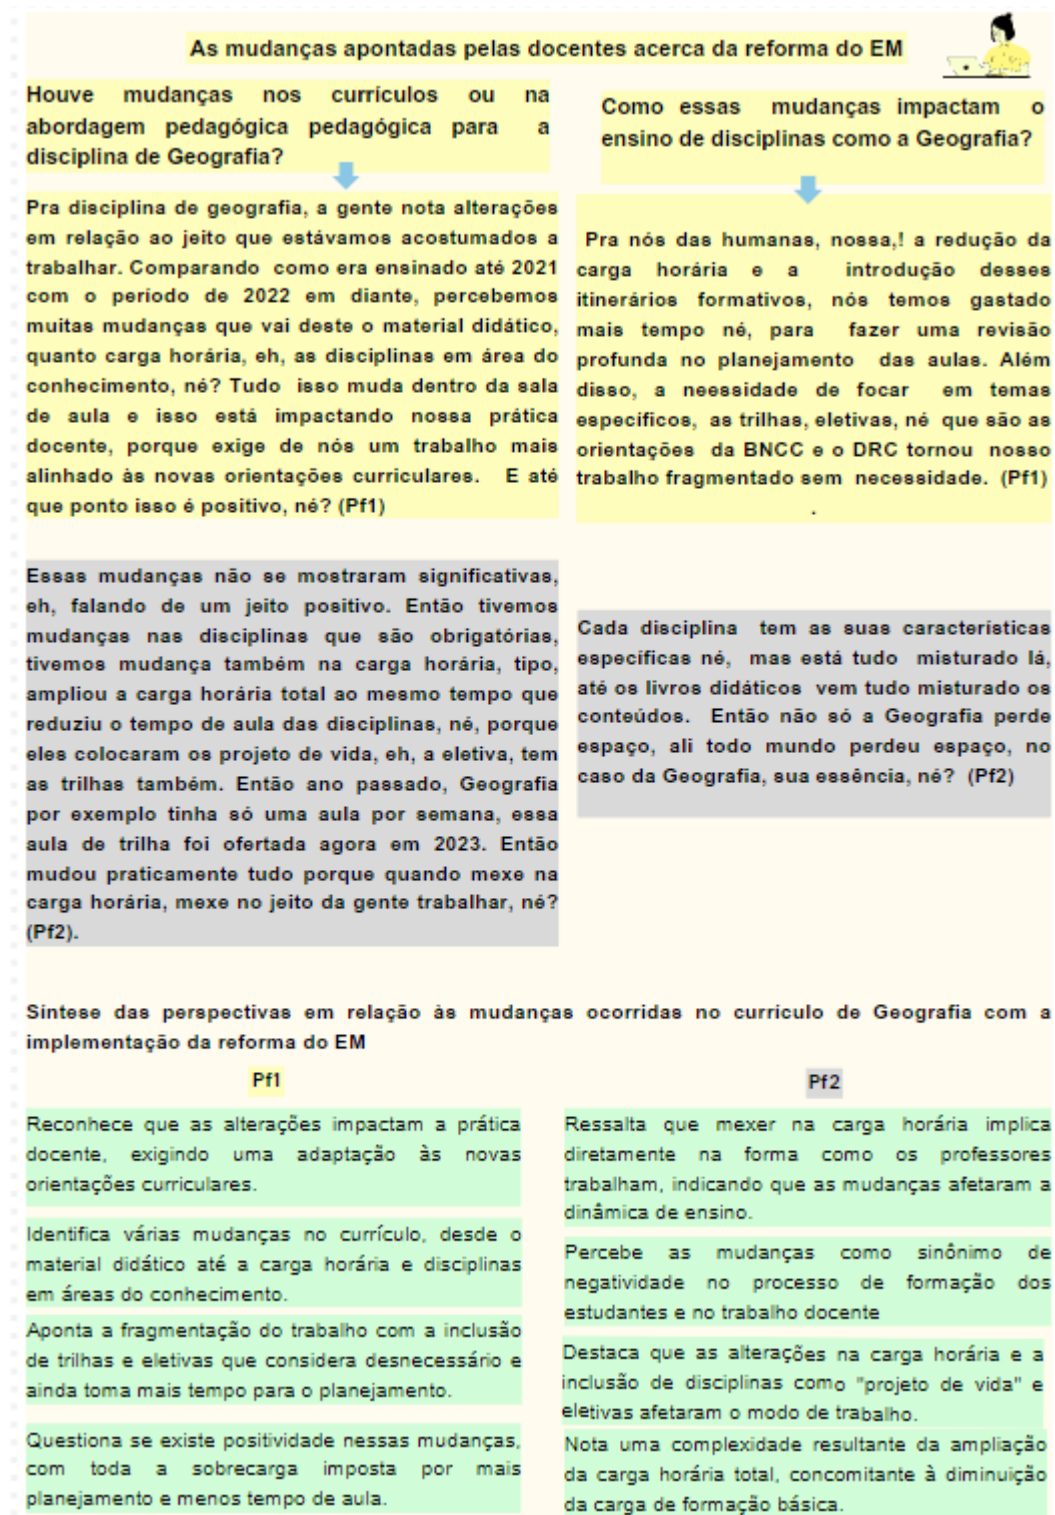 As mudanças apontadas pelas docentes acerca da reforma do EM
Houve mudanças nos currículos ou na
abordagem pedagógica pedagógica para a
disciplina de Geografia?
Como essas mudanças impactam o
ensino de disciplinas como a Geografia?
Pra disciplina de geografia, a gente nota alterações
em relação ao jeito que estávamos acostumados a
trabalhar. Comparando como era ensinado até 2021
com o período de 2022 em diante, percebemos
muitas mudanças que vai deste o material didático,
quanto carga horária, eh, as disciplinas em área do
conhecimento, né? Tudo isso muda dentro da sala
de aula e isso está impactando nossa prática
docente, porque exige de nós um trabalho mais
alinhado às novas orientações curriculares. E até
que ponto isso é positivo, né? (Pf1)
Pra nós das humanas, nossa,! a redução da
carga horária e a introdução desses
itinerários formativos, nós temos gastado
mais tempo né, para fazer uma revisão
profunda no planejamento das aulas. Além
disso, a neessidade de focar em temas
específicos, as trilhas, eletivas, né que são as
orientações da BNCC e o DRC tornou nosso
trabalho fragmentado sem necessidade. (Pf1)
.
Essas mudanças não se mostraram significativas,
eh, falando de um jeito positivo. Então tivemos
mudanças nas disciplinas que são obrigatórias,
tivemos mudança também na carga horária, tipo,
ampliou a carga horária total ao mesmo tempo que
reduziu o tempo de aula das disciplinas, né, porque
eles colocaram os projeto de vida, eh, a eletiva, tem
as trilhas também. Então ano passado, Geografia
por exemplo tinha só uma aula por semana, essa
aula de trilha foi ofertada agora em 2023. Então
mudou praticamente tudo porque quando mexe na
carga horária, mexe no jeito da gente trabalhar, né?
(Pf2).
Cada disciplina tem as suas características
específicas né, mas está tudo misturado lá,
até os livros didáticos vem tudo misturado os
conteúdos. Então não só a Geografia perde
espaço, ali todo mundo perdeu espaço, no
caso da Geografia, sua essência, né? (Pf2)
Síntese das perspectivas em relação às mudanças ocorridas no currículo de Geografia com a
implementação da reforma do EM
Pf1
Reconhece que as alterações impactam a prática
docente, exigindo uma adaptação às novas
orientações curriculares.
Identifica várias mudanças no currículo, desde o
material didático até a carga horária e disciplinas
em áreas do conhecimento.
Aponta a fragmentação do trabalho com a inclusão
de trilhas e eletivas que considera desnecessário e
ainda toma mais tempo para o planejamento.
Questiona se existe positividade nessas mudanças,
com toda a sobrecarga imposta por mais
planejamento e menos tempo de aula.
Pf2
Ressalta que mexer na carga horária implica
diretamente na forma como os professores
trabalham, indicando que as mudanças afetaram a
dinâmica de ensino.
Percebe as mudanças como sinônimo de
negatividade no processo de formação dos
estudantes e no trabalho docente
Destaca que as alterações na carga horária e a
inclusão de disciplinas como "projeto de vida" e
eletivas afetaram o modo de trabalho.
Nota uma complexidade resultante da ampliação
da carga horária total, concomitante à diminuição
da carga de formação básica.